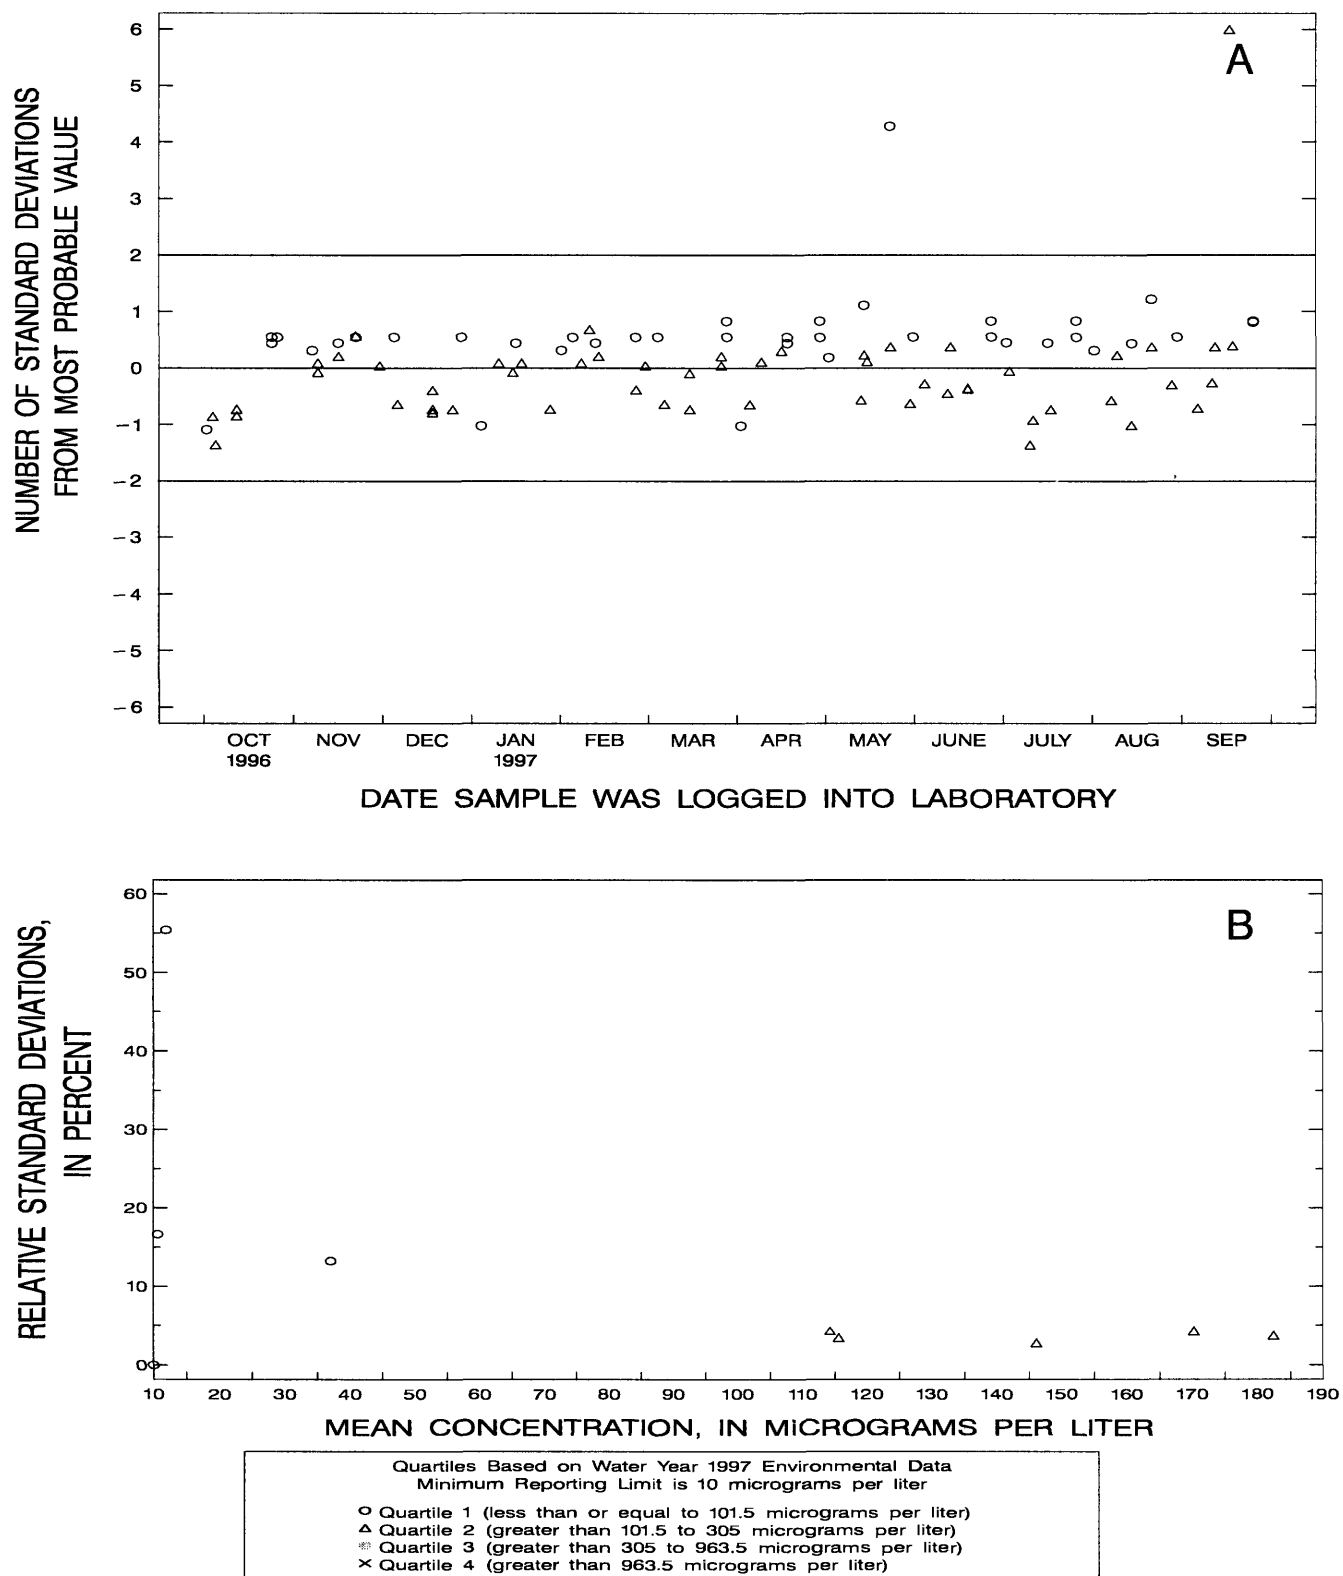 A
NUMBER OF STANDARD DEVIATIONS
FROM MOST PROBABLE VALUE
6
5
4
3
2
1
0
−1
−2
−3
−4
−5
−6
OCT NOV DEC JAN FEB MAR APR MAY JUNE JULY AUG SEP
1996 1997
DATE SAMPLE WAS LOGGED INTO LABORATORY
B
RELATIVE STANDARD DEVIATIONS,
IN PERCENT
60
50
40
30
20
10
0
10 20 30 40 50 60 70 80 90 100 110 120 130 140 150 160 170 180 190
MEAN CONCENTRATION, IN MiCROGRAMS PER LITER
Quartiles Based on Water Year 1997 Environmental Data
Minimum Reporting Limit is 10 micrograms per liter
Quartile 1 (less than or equal to 101.5 micrograms per liter)
Quartile 2 (greater than 101.5 to 305 micrograms per liter)
Quartile 3 (greater than 305 to 963.5 micrograms per liter)
Quartile 4 (greater than 963.5 micrograms per liter)